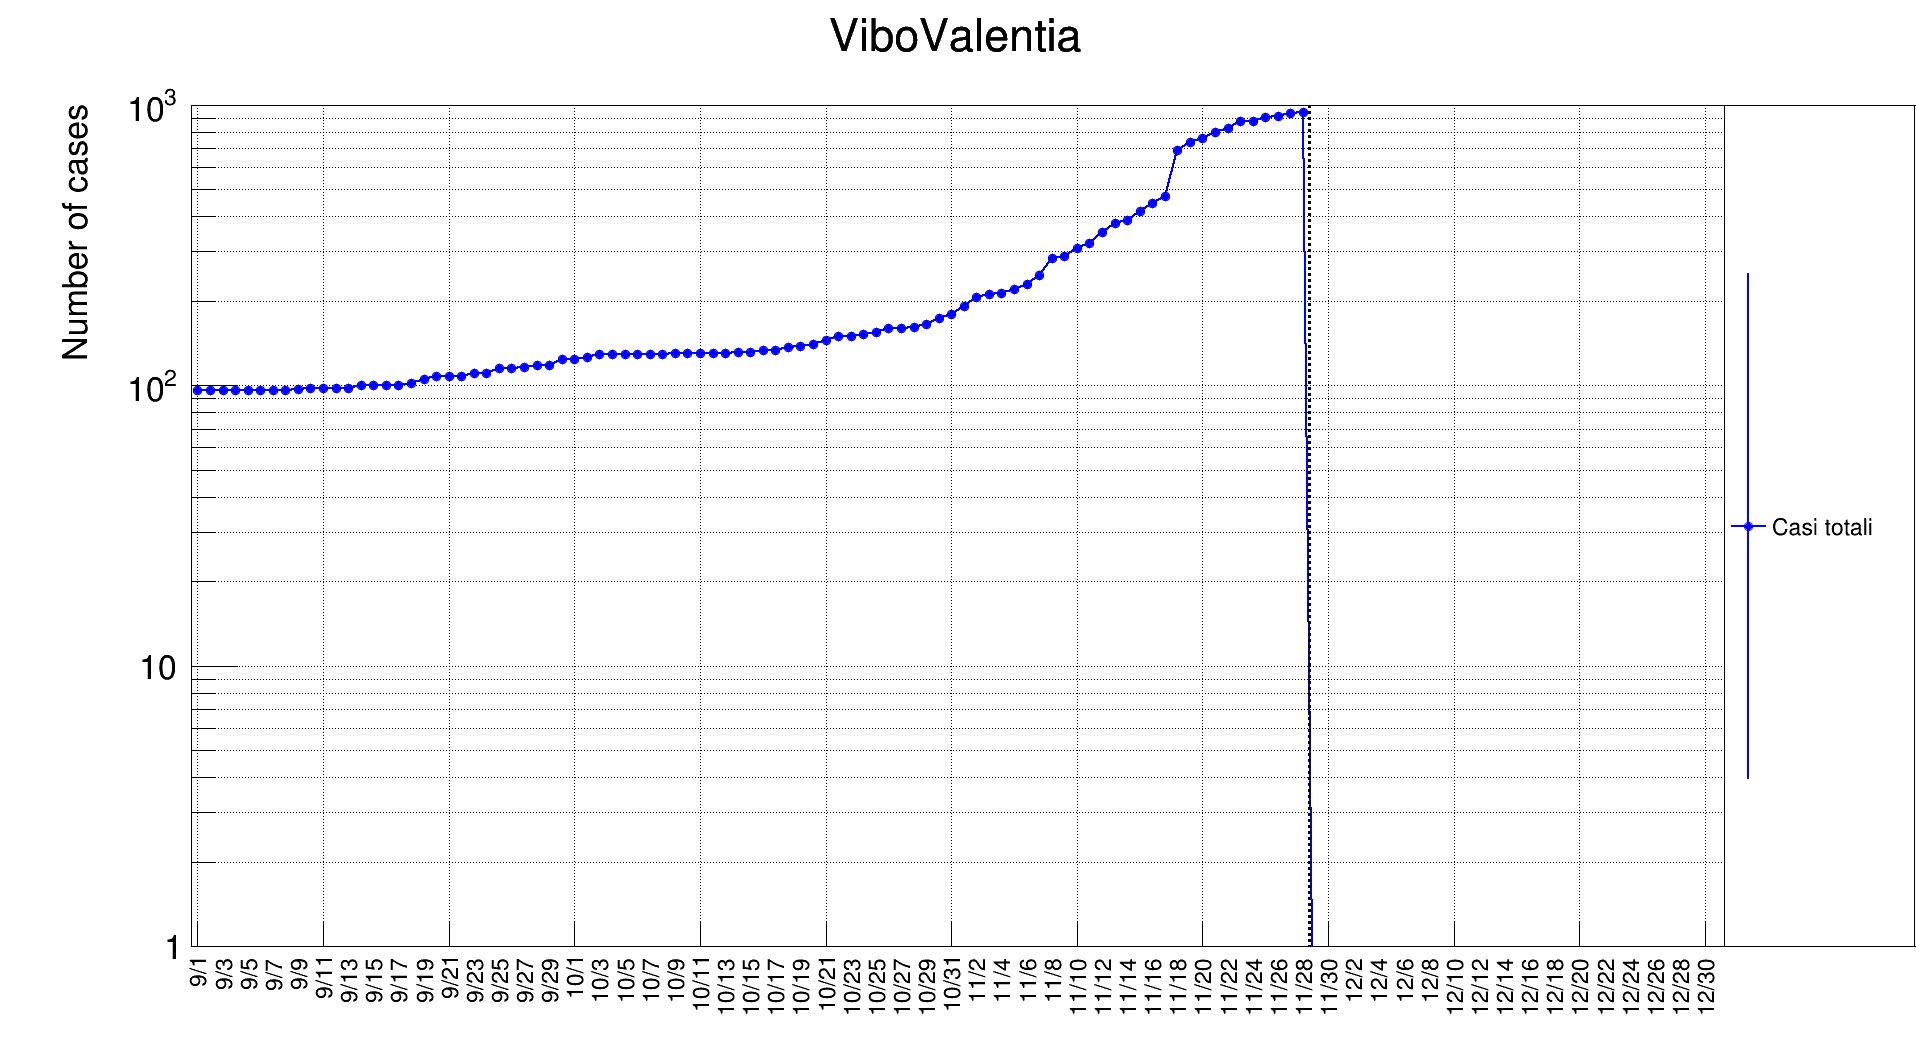 ViboValentia
Number of cases
10³
10²
10
1
9/1 9/3 9/5 9/7 9/9 9/11 9/13 9/15 9/17 9/19 9/21 9/23 9/25 9/27 9/29 10/1 10/3 10/5 10/7 10/9 10/11 10/13 10/15 10/17 10/19 10/21 10/23 10/25 10/27 10/29 10/31 11/2 11/4 11/6 11/8 11/10 11/12 11/14 11/16 11/18 11/20 11/22 11/24 11/26 11/28 11/30 12/2 12/4 12/6 12/8 12/10 12/12 12/14 12/16 12/18 12/20 12/22 12/24 12/26 12/28 12/30
Casi totali